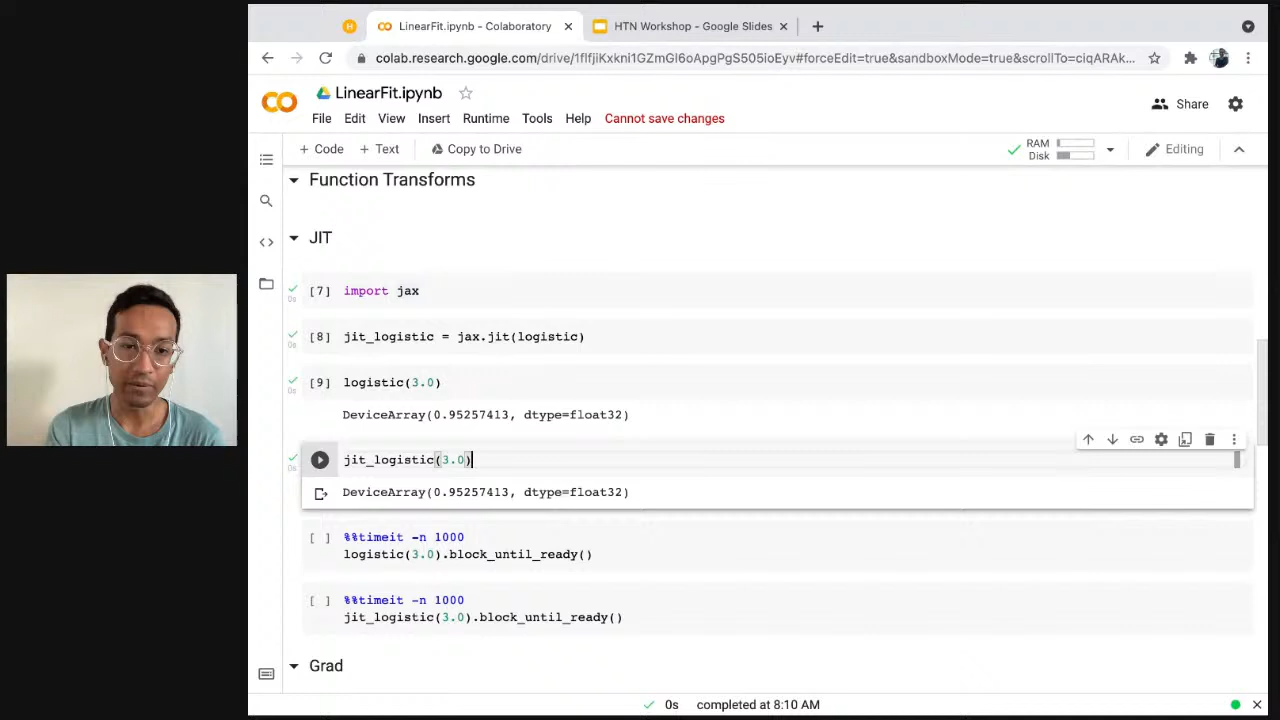 H
LinearFit.ipynb - Colaboratory
HTN Workshop - Google Slides
colab.research.google.com/drive/1flfjiKxkni1GZmGl6oApgPgS505ioEyv#forceEdit=true&sandboxMode=true&scrollTo=ciqARAk...
LinearFit.ipynb
Share
File Edit View Insert Runtime Tools Help Cannot save changes
+ Code + Text Copy to Drive
RAM
Disk
Editing
Function Transforms
JIT
[7] import jax
0s
[8] jit_logistic = jax.jit(logistic)
0s
[9] logistic(3.0)
0s
DeviceArray(0.95257413, dtype=float32)
jit_logistic(3.0)
0s
DeviceArray(0.95257413, dtype=float32)
[ ] %%timeit -n 1000
logistic(3.0).block_until_ready()
[ ] %%timeit -n 1000
jit_logistic(3.0).block_until_ready()
Grad
0s completed at 8:10 AM